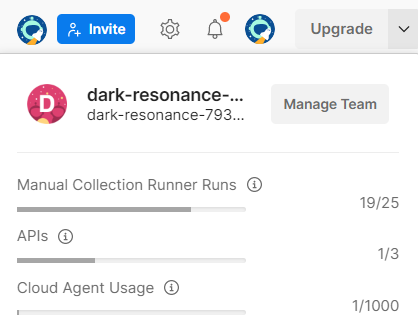 Invite
Upgrade
D
dark-resonance-...
dark-resonance-793...
Manage Team
Manual Collection Runner Runs
19/25
APIs
1/3
Cloud Agent Usage
1/1000